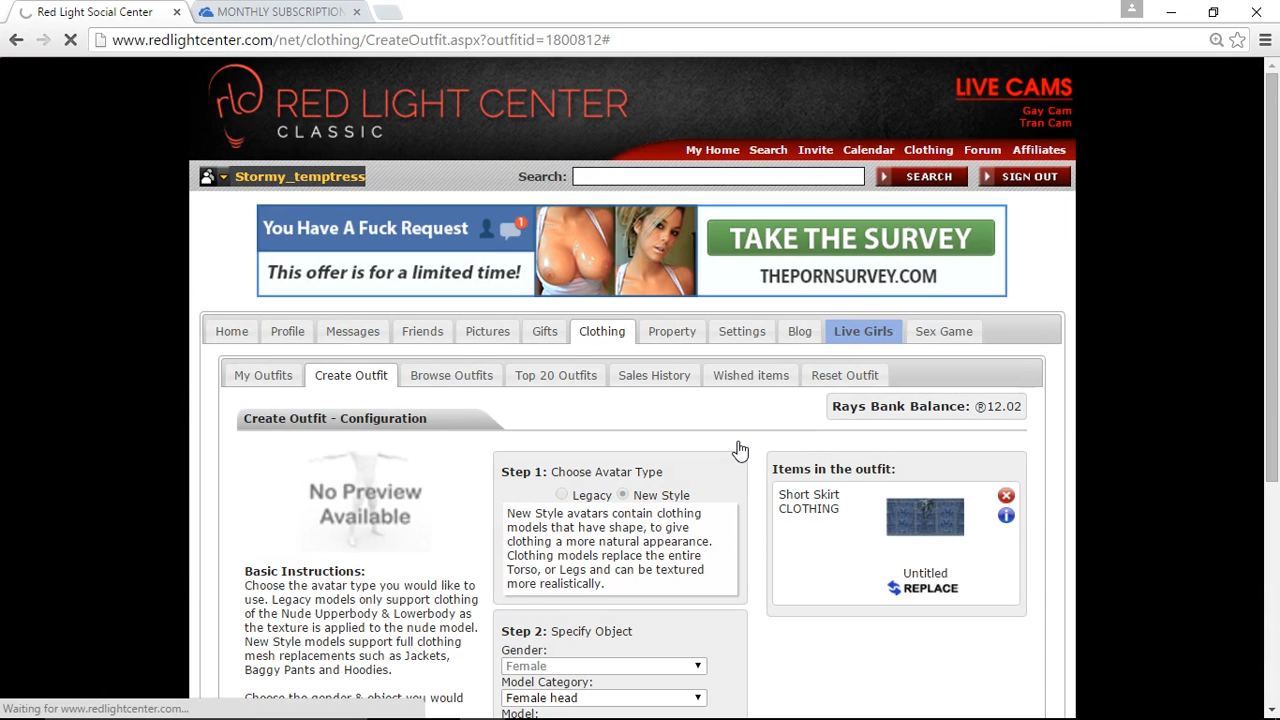 Red Light Social Center
MONTHLY SUBSCRIPTION
www.redlightcenter.com/net/clothing/CreateOutfit.aspx?outfitid=1800812#
rlc RED LIGHT CENTER
CLASSIC
LIVE CAMS
Gay Cam
Tran Cam
My Home Search Invite Calendar Clothing Forum Affiliates
Stormy_temptress Search: SEARCH SIGN OUT
You Have A Fuck Request 1
This offer is for a limited time!
TAKE THE SURVEY
THEPORNSURVEY.COM
Home Profile Messages Friends Pictures Gifts Clothing Property Settings Blog Live Girls Sex Game
My Outfits Create Outfit Browse Outfits Top 20 Outfits Sales History Wished items Reset Outfit
Rays Bank Balance: ®12.02
Create Outfit - Configuration
No Preview
Available
Basic Instructions:
Choose the avatar type you would like to
use. Legacy models only support clothing
of the Nude Upperbody & Lowerbody as
the texture is applied to the nude model.
New Style models support full clothing
mesh replacements such as Jackets,
Baggy Pants and Hoodies.
Choose the gender & object you would
Step 1: Choose Avatar Type
Legacy New Style
New Style avatars contain clothing
models that have shape, to give
clothing a more natural appearance.
Clothing models replace the entire
Torso, or Legs and can be textured
more realistically.
Step 2: Specify Object
Gender:
Female
Model Category:
Female head
Model:
Items in the outfit:
Short Skirt
CLOTHING
Untitled
REPLACE
Waiting for www.redlightcenter.com...